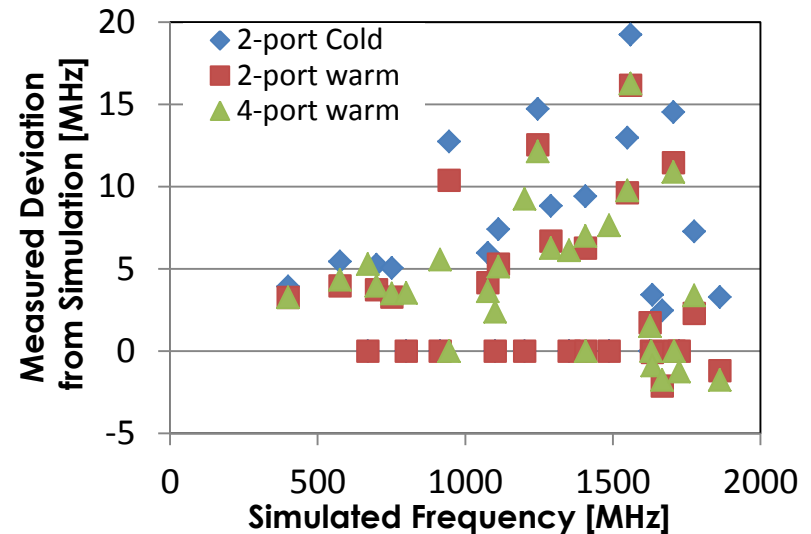 20
15
10
5
0
-5
2-port Cold
2-port warm
4-port warm
Measured Deviation
from Simulation [MHz]
0 500 1000 1500 2000
Simulated Frequency [MHz]